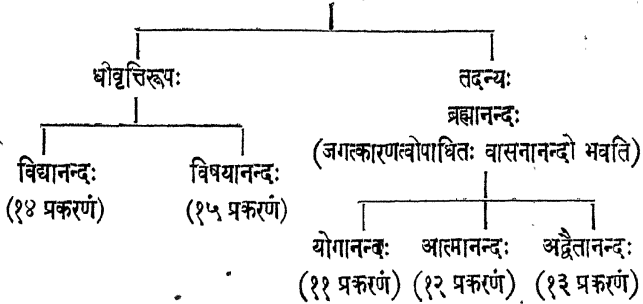 धीवृत्तिरूपः तदन्यः
ब्रह्मानन्दः
विद्यानन्दः विषयानन्दः (जगत्कारणत्वोपाधितः वासनानन्दो भवति)
(१४ प्रकरणं) (१५ प्रकरणं)
योगानन्दः आत्मानन्दः अद्वैतानन्दः
(११ प्रकरणं) (१२ प्रकरणं) (१३ प्रकरणं)